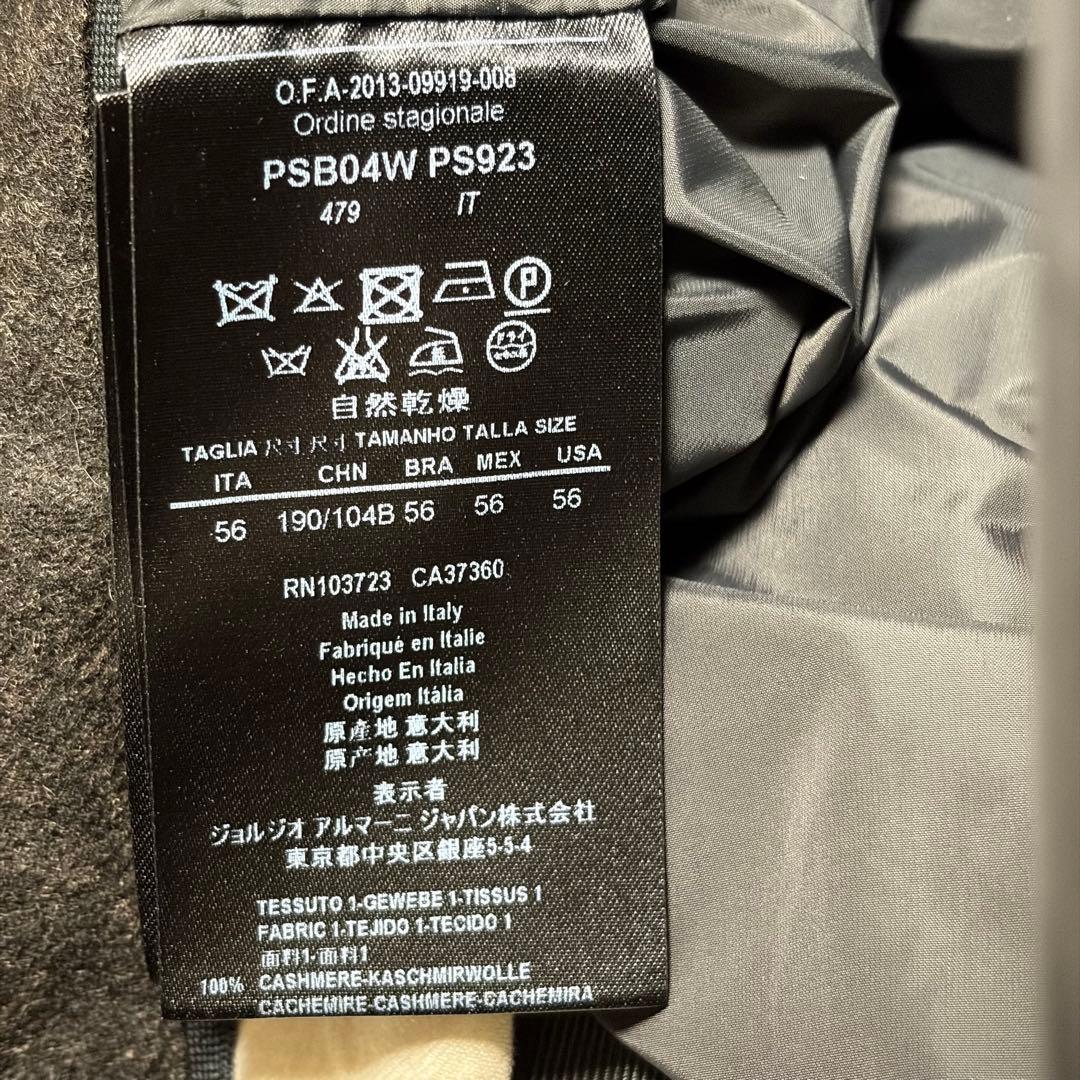 O.F.A-2013-09919-008
Ordine stagionale
PSB04W PS923
479 IT
P
ドライ
自然乾燥
TAGLIA 尺寸 尺寸 TAMANHO TALLA SIZE
ITA CHN BRA MEX USA
56 190/104B 56 56 56
RN103723 CA37360
Made in Italy
Fabriqué en Italie
Hecho En Italia
Origem Itália
原產地 意大利
原产地 意大利
表示者
ジョルジオ アルマーニ ジャパン株式会社
東京都中央区銀座5-5-4
TESSUTO 1-GEWEBE 1-TISSUS 1
FABRIC 1-TEJIDO 1-TECIDO 1
面料1-面料1
100% CASHMERE-KASCHMIRWOLLE
CACHEMIRE-CASHMERE-CACHEMIRA